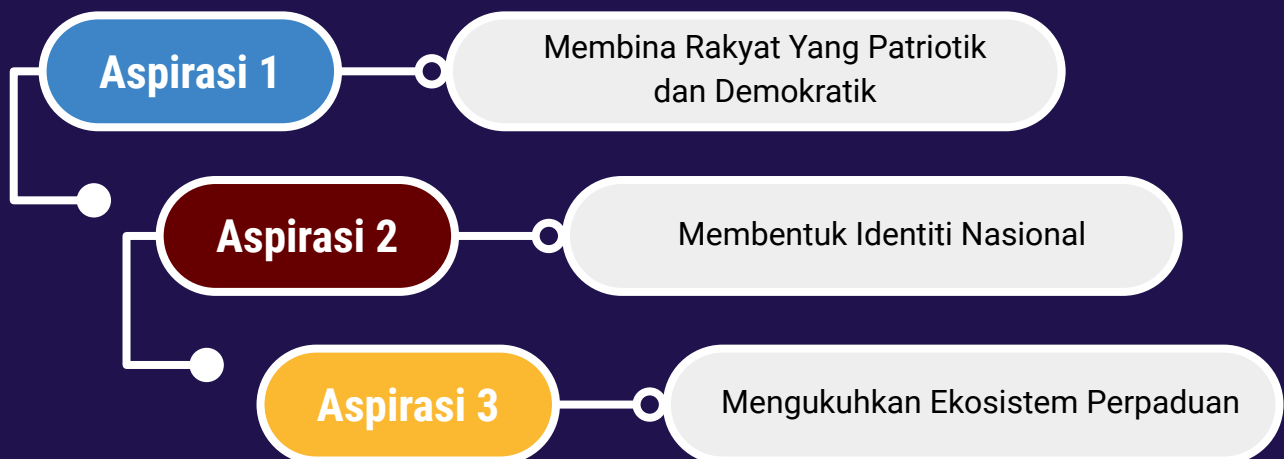 Aspirasi 1
Membina Rakyat Yang Patriotik
dan Demokratik
Aspirasi 2
Membentuk Identiti Nasional
Aspirasi 3
Mengukuhkan Ekosistem Perpaduan